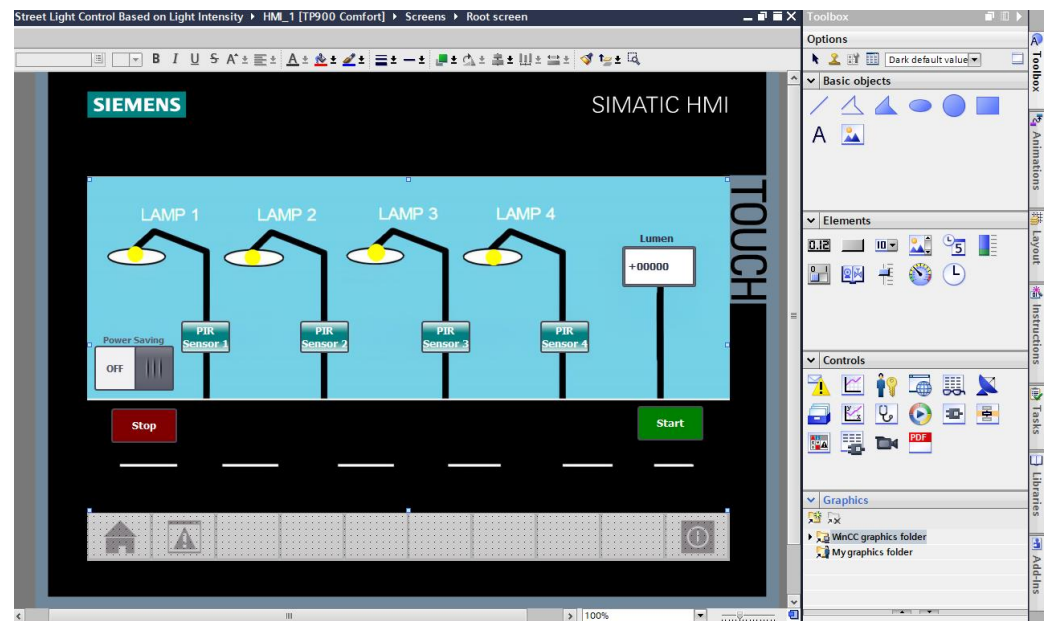 Street Light Control Based on Light Intensity ▸ HMI_1 [TP900 Comfort] ▸ Screens ▸ Root screen
Toolbox
Options
B I U S A
Dark default value
Basic objects
A
Elements
0.12
10
5
Controls
PDF
Graphics
WinCC graphics folder
My graphics folder
Toolbox
Animations
Layout
Instructions
Tasks
Libraries
Add-Ins
SIEMENS
SIMATIC HMI
TOUCH
LAMP 1
LAMP 2
LAMP 3
LAMP 4
Lumen
+00000
PIR
Sensor 1
PIR
Sensor 2
PIR
Sensor 3
PIR
Sensor 4
Power Saving
OFF
Stop
Start
100%